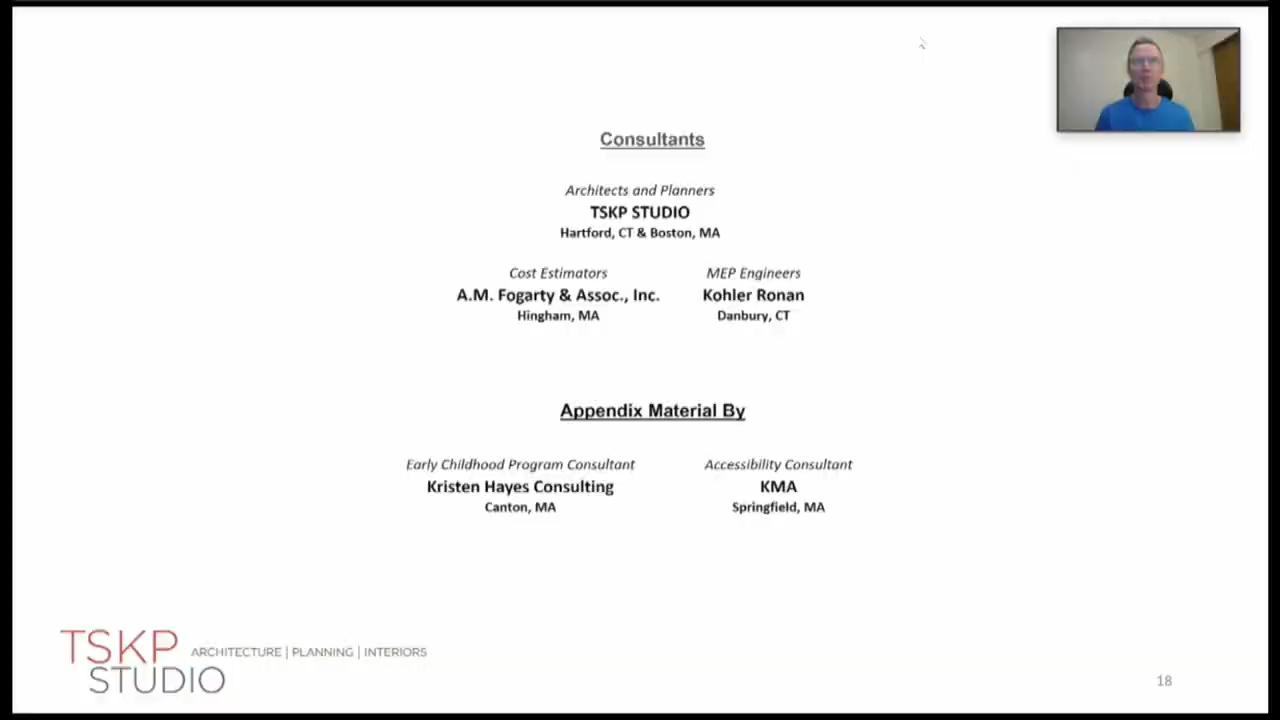 Consultants
Architects and Planners
TSKP STUDIO
Hartford, CT & Boston, MA
Cost Estimators
A.M. Fogarty & Assoc., Inc.
Hingham, MA
MEP Engineers
Kohler Ronan
Danbury, CT
Appendix Material By
Early Childhood Program Consultant
Kristen Hayes Consulting
Canton, MA
Accessibility Consultant
KMA
Springfield, MA
TSKP
STUDIO
ARCHITECTURE | PLANNING | INTERIORS
18